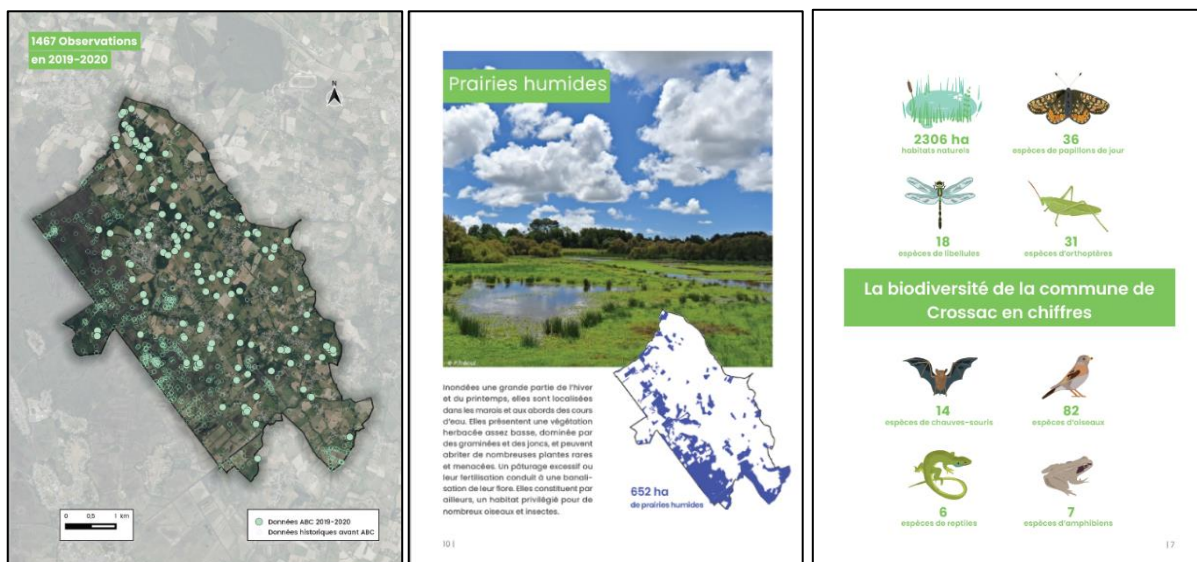 1467 Observations
en 2019-2020
N
0 0,5 1 km
Données ABC 2019-2020
Données historiques avant ABC
Prairies humides
Inondées une grande partie de l'hiver
et du printemps, elles sont localisées
dans les marais et aux abords des cours
d'eau. Elles présentent une végétation
herbacée assez basse, dominée par
des graminées et des joncs, et peuvent
abriter de nombreuses plantes rares
et menacées. Un pâturage excessif ou
leur fertilisation conduit à une banali-
sation de leur flore. Elles constituent par
ailleurs, un habitat privilégié pour de
nombreux oiseaux et insectes.
652 ha
de prairies humides
10 |
2306 ha
habitats naturels
36
espèces de papillons de jour
18
espèces de libellules
31
espèces d'orthoptères
La biodiversité de la commune de
Crossac en chiffres
14
espèces de chauves-souris
82
espèces d'oiseaux
6
espèces de reptiles
7
espèces d'amphibiens
| 7